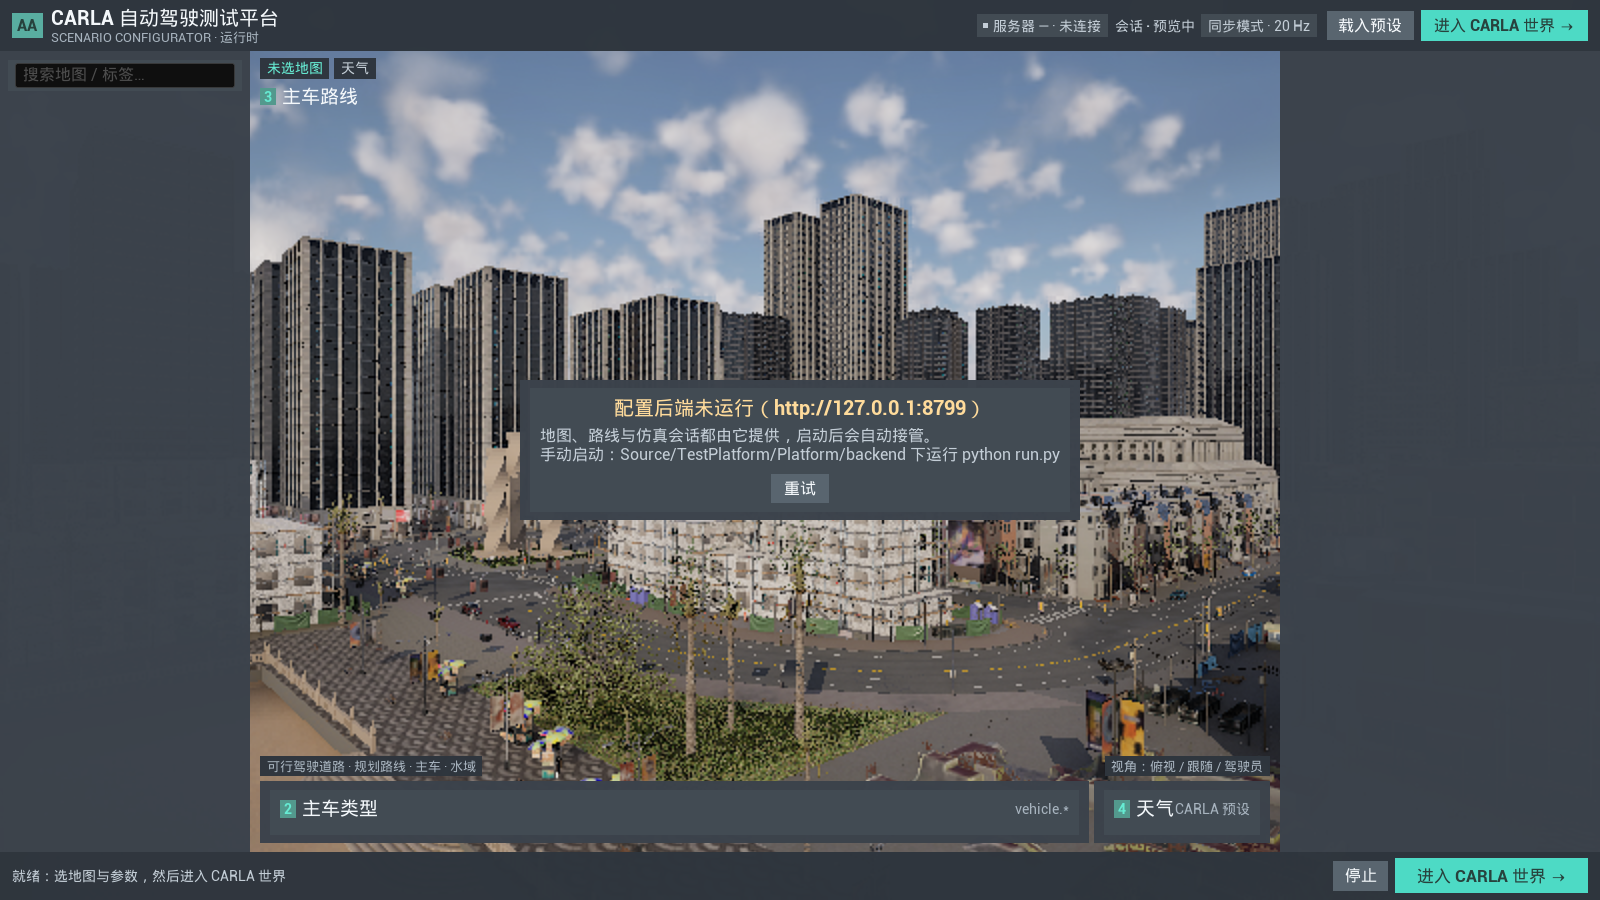 AA
CARLA 自动驾驶测试平台
SCENARIO CONFIGURATOR · 运行时
服务器 — · 未连接
会话 · 预览中
同步模式 · 20 Hz
载入预设
进入 CARLA 世界 →
搜索地图 / 标签...
未选地图
天气
3 主车路线
配置后端未运行（http://127.0.0.1:8799）
地图、路线与仿真会话都由它提供，启动后会自动接管。
手动启动：Source/TestPlatform/Platform/backend 下运行 python run.py
重试
可行驾驶道路 · 规划路线 · 主车 · 水域
视角：俯视 / 跟随 / 驾驶员
2 主车类型
vehicle.*
4 天气 CARLA 预设
就绪：选地图与参数，然后进入 CARLA 世界
停止
进入 CARLA 世界 →